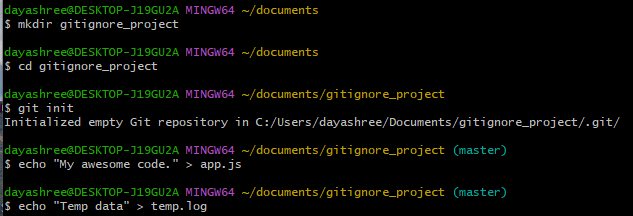 dayashree@DESKTOP-J19GU2A MINGW64 ~/documents
$ mkdir gitignore_project
dayashree@DESKTOP-J19GU2A MINGW64 ~/documents
$ cd gitignore_project
dayashree@DESKTOP-J19GU2A MINGW64 ~/documents/gitignore_project
$ git init
Initialized empty Git repository in C:/Users/dayashree/Documents/gitignore_project/.git/
dayashree@DESKTOP-J19GU2A MINGW64 ~/documents/gitignore_project (master)
$ echo "My awesome code." > app.js
dayashree@DESKTOP-J19GU2A MINGW64 ~/documents/gitignore_project (master)
$ echo "Temp data" > temp.log